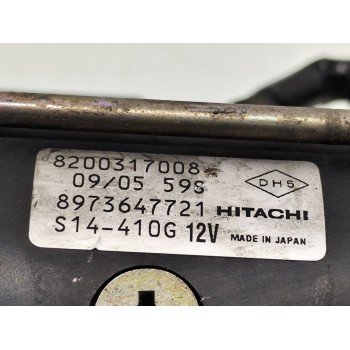 8200317008
09/05 59S
DHS
8973647721 HITACHI
S14-410G 12V MADE IN JAPAN